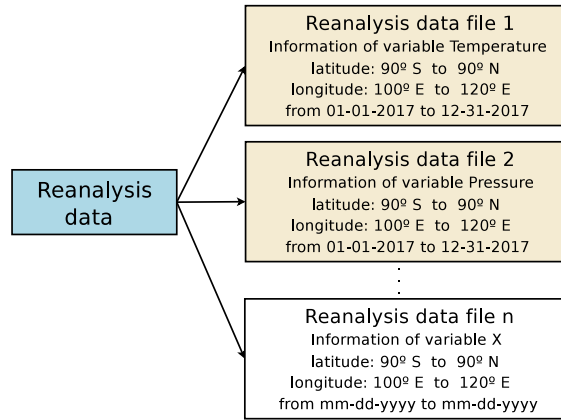 Reanalysis data file 1
Information of variable Temperature
latitude: 90º S to 90º N
longitude: 100º E to 120º E
from 01-01-2017 to 12-31-2017
Reanalysis
data
Reanalysis data file 2
Information of variable Pressure
latitude: 90º S to 90º N
longitude: 100º E to 120º E
from 01-01-2017 to 12-31-2017
Reanalysis data file n
Information of variable X
latitude: 90º S to 90º N
longitude: 100º E to 120º E
from mm-dd-yyyy to mm-dd-yyyy